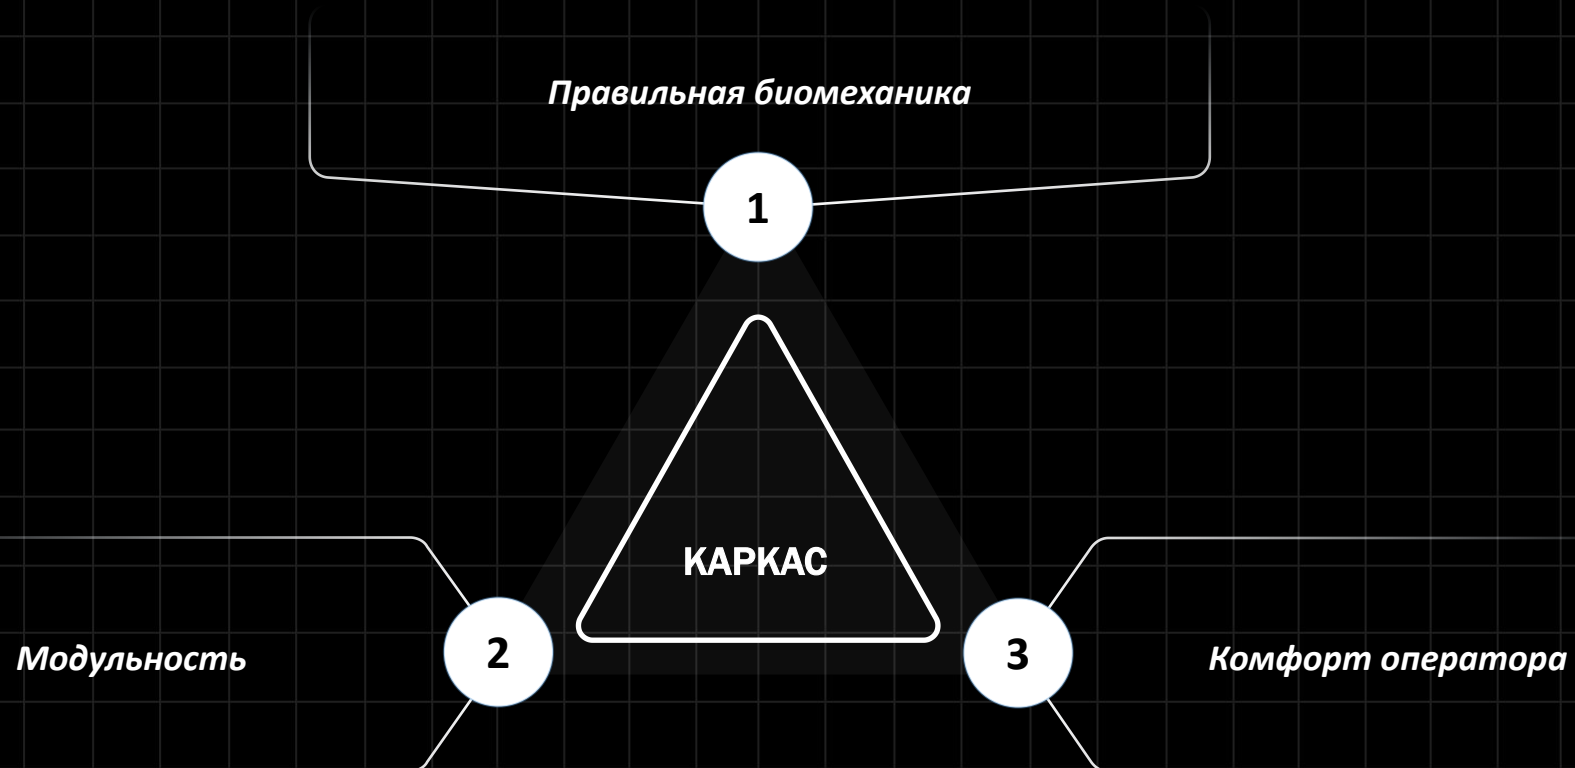 Правильная биомеханика
1
КАРКАС
2
3
Модульность
Комфорт оператора